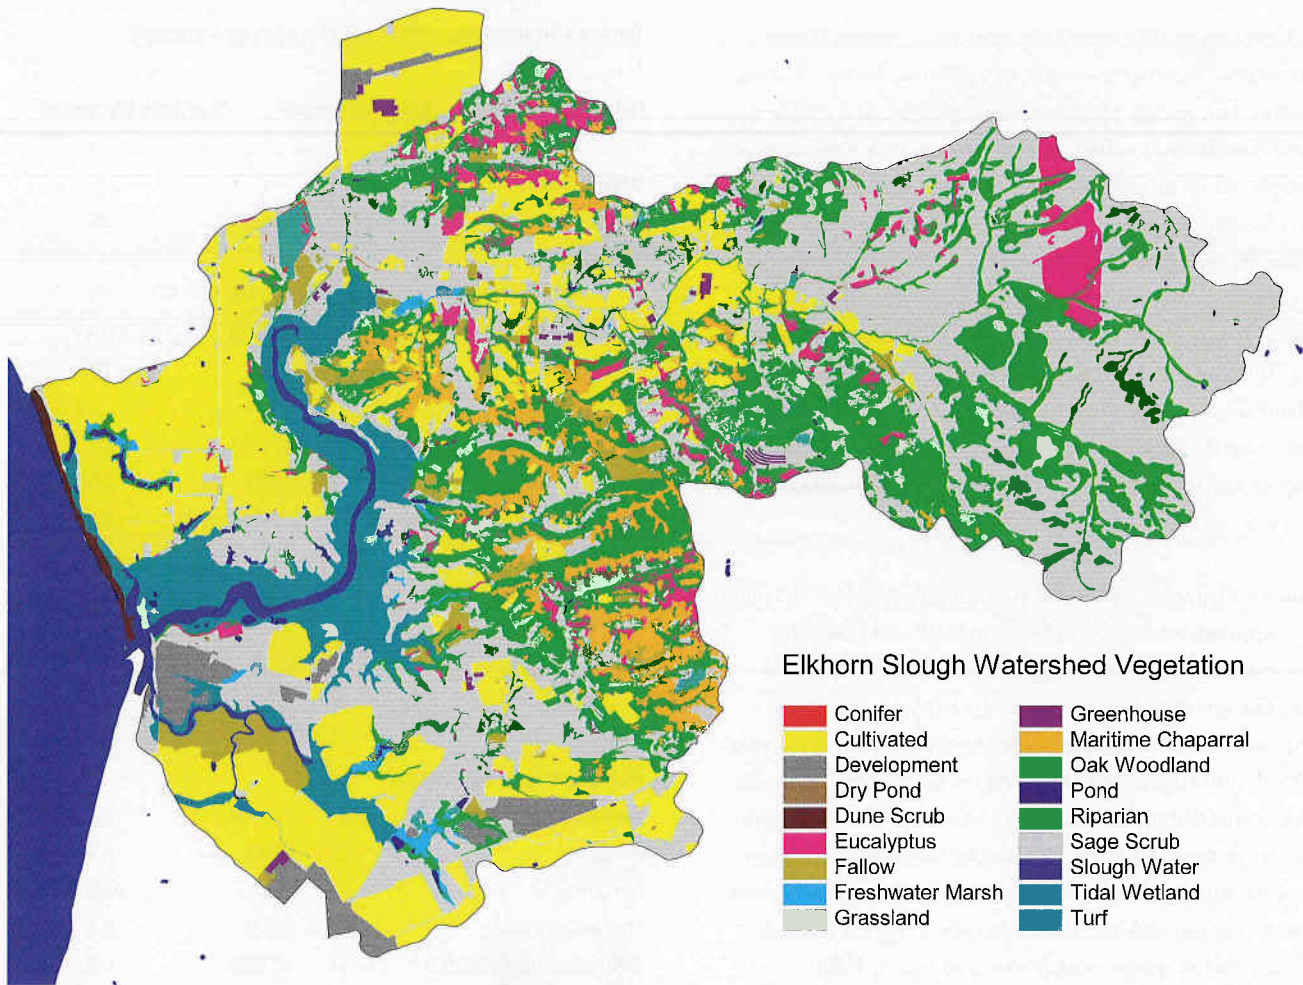 Elkhorn Slough Watershed Vegetation
Conifer
Cultivated
Development
Dry Pond
Dune Scrub
Eucalyptus
Fallow
Freshwater Marsh
Grassland
Greenhouse
Maritime Chaparral
Oak Woodland
Pond
Riparian
Sage Scrub
Slough Water
Tidal Wetland
Turf